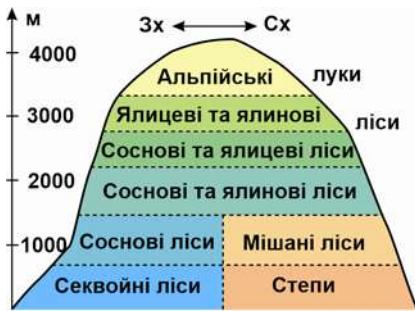 м
Зх Сх
4000
Альпійські луки
3000
Ялицеві та ялинові ліси
Соснові та ялицеві ліси
2000
Соснові та ялинові ліси
1000
Соснові ліси Мішані ліси
Секвойні ліси Степи